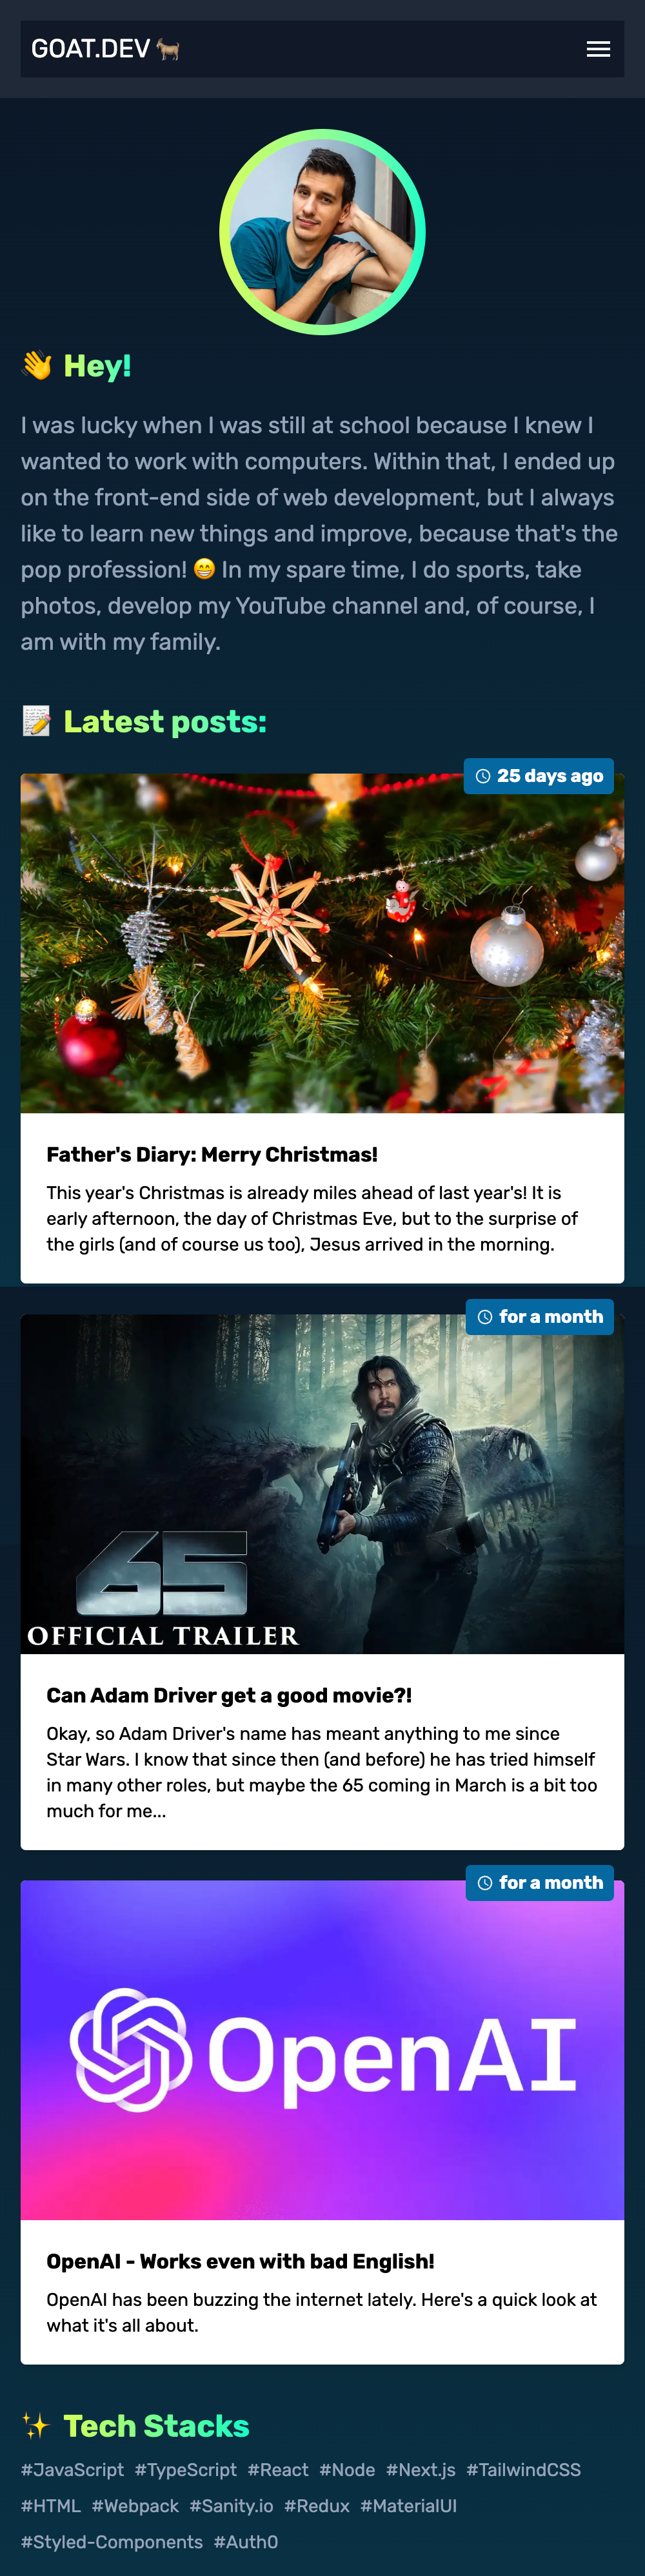 GOAT.DEV 🐐
👋 Hey!
I was lucky when I was still at school because I knew I
wanted to work with computers. Within that, I ended up
on the front-end side of web development, but I always
like to learn new things and improve, because that's the
pop profession! 😁 In my spare time, I do sports, take
photos, develop my YouTube channel and, of course, I
am with my family.
📝 Latest posts:
25 days ago
Father's Diary: Merry Christmas!
This year's Christmas is already miles ahead of last year's! It is
early afternoon, the day of Christmas Eve, but to the surprise of
the girls (and of course us too), Jesus arrived in the morning.
for a month
65
OFFICIAL TRAILER
Can Adam Driver get a good movie?!
Okay, so Adam Driver's name has meant anything to me since
Star Wars. I know that since then (and before) he has tried himself
in many other roles, but maybe the 65 coming in March is a bit too
much for me...
for a month
OpenAI
OpenAI - Works even with bad English!
OpenAI has been buzzing the internet lately. Here's a quick look at
what it's all about.
✨ Tech Stacks
#JavaScript #TypeScript #React #Node #Next.js #TailwindCSS
#HTML #Webpack #Sanity.io #Redux #MaterialUI
#Styled-Components #Auth0